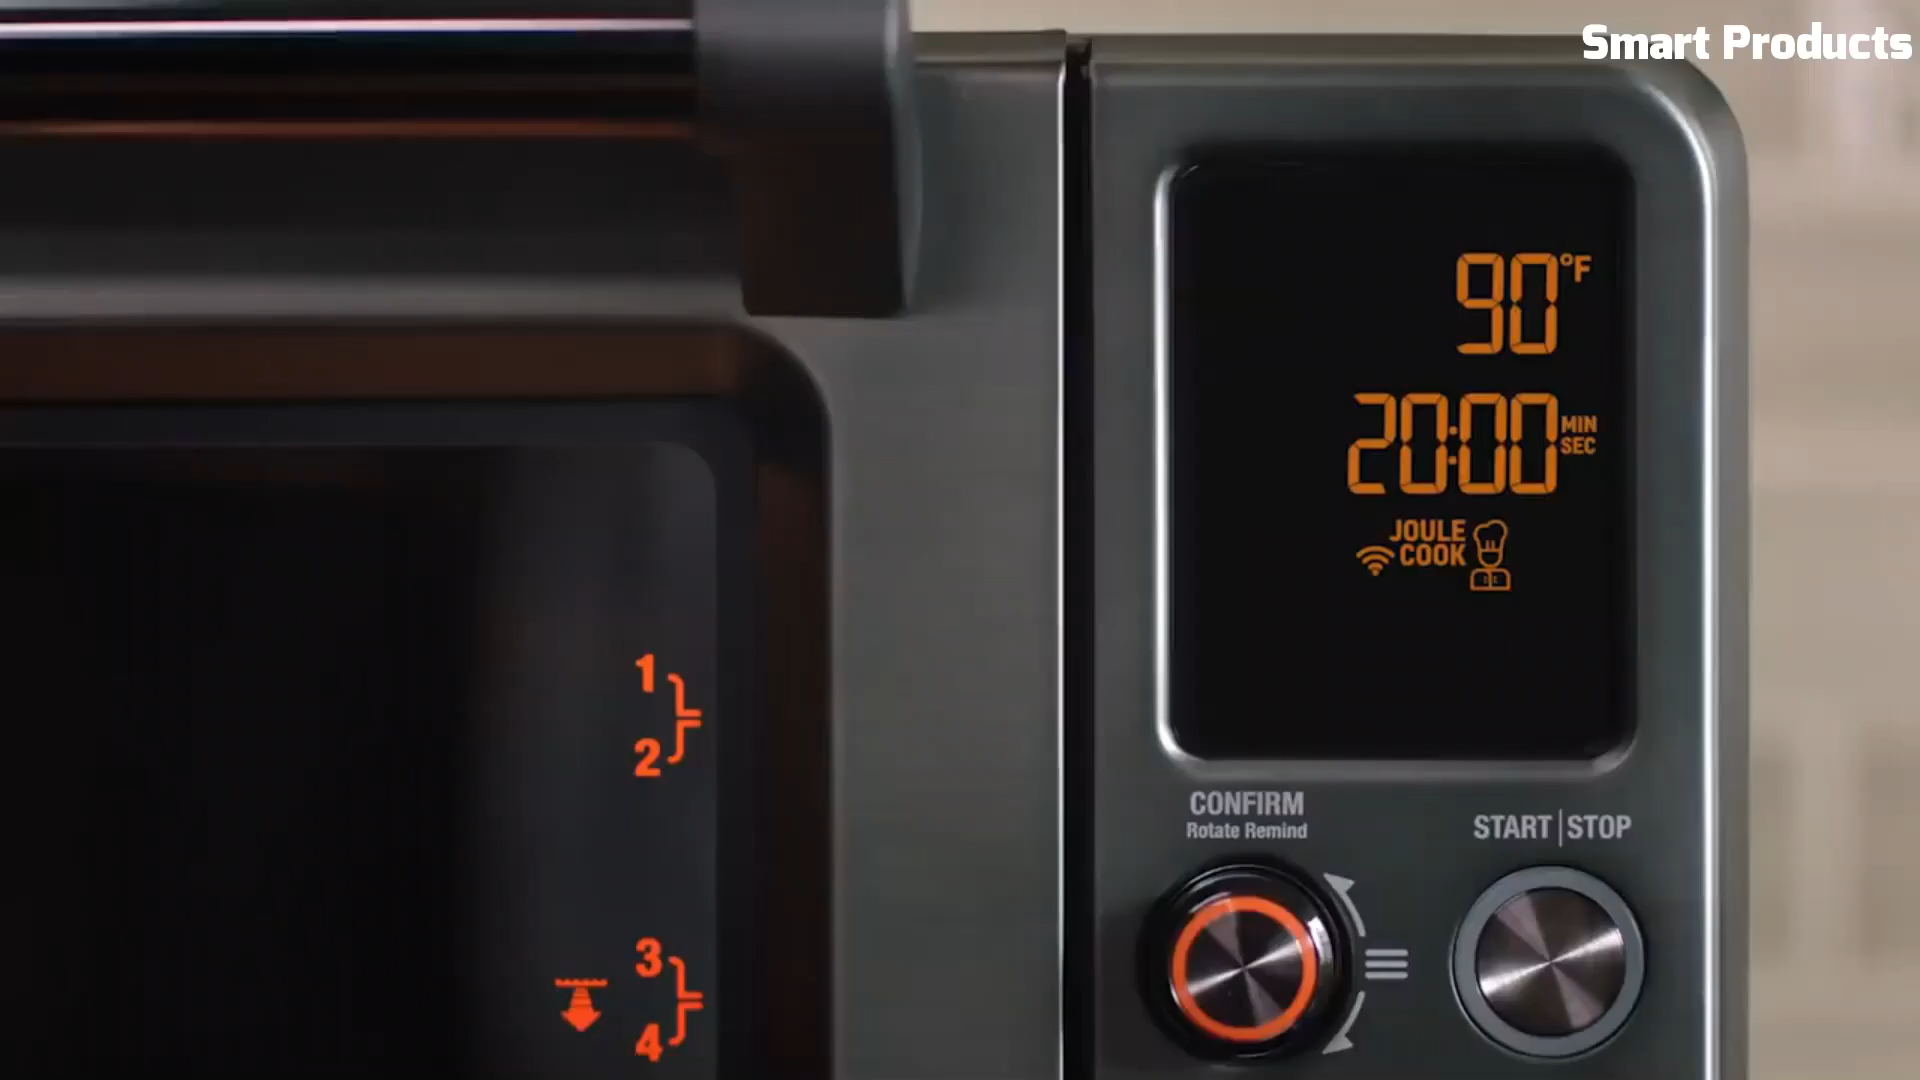 Smart Products
90°F
20:00 MIN SEC
JOULE
COOK
1
2
CONFIRM
Rotate Remind
START|STOP
3
4